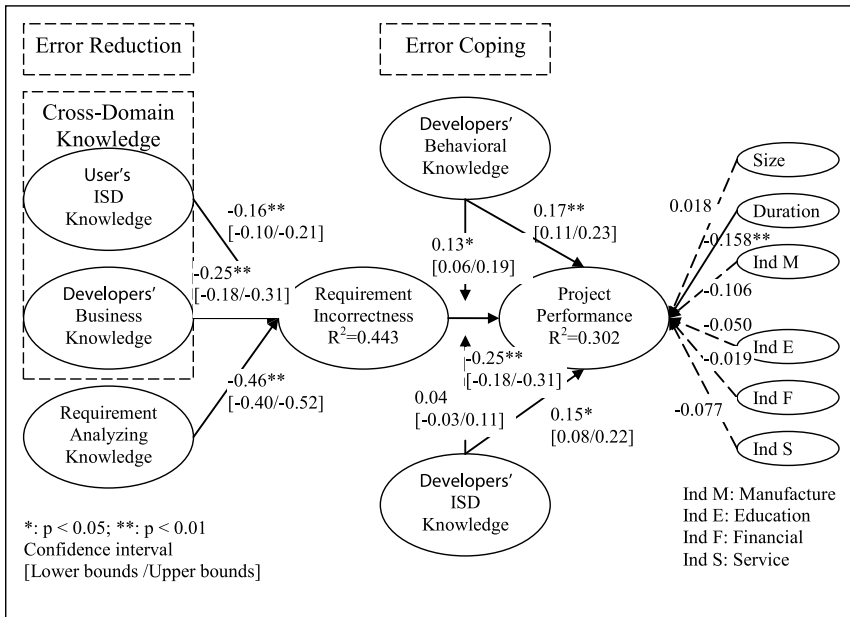 Error Reduction
Error Coping
Cross-Domain
Knowledge
User's
ISD
Knowledge
Developers'
Business
Knowledge
Requirement
Analyzing
Knowledge
-0.16**
[-0.10/-0.21]
-0.25**
[-0.18/-0.31]
-0.46**
[-0.40/-0.52]
Requirement
Incorrectness
R²=0.443
Developers'
Behavioral
Knowledge
0.13*
[0.06/0.19]
0.17**
[0.11/0.23]
Project
Performance
R²=0.302
-0.25**
[-0.18/-0.31]
0.04
[-0.03/0.11]
0.15*
[0.08/0.22]
Developers'
ISD
Knowledge
Size
Duration
Ind M
Ind E
Ind F
Ind S
0.018
-0.158**
-0.106
-0.050
-0.019
-0.077
Ind M: Manufacture
Ind E: Education
Ind F: Financial
Ind S: Service
*: p < 0.05; **: p < 0.01
Confidence interval
[Lower bounds /Upper bounds]